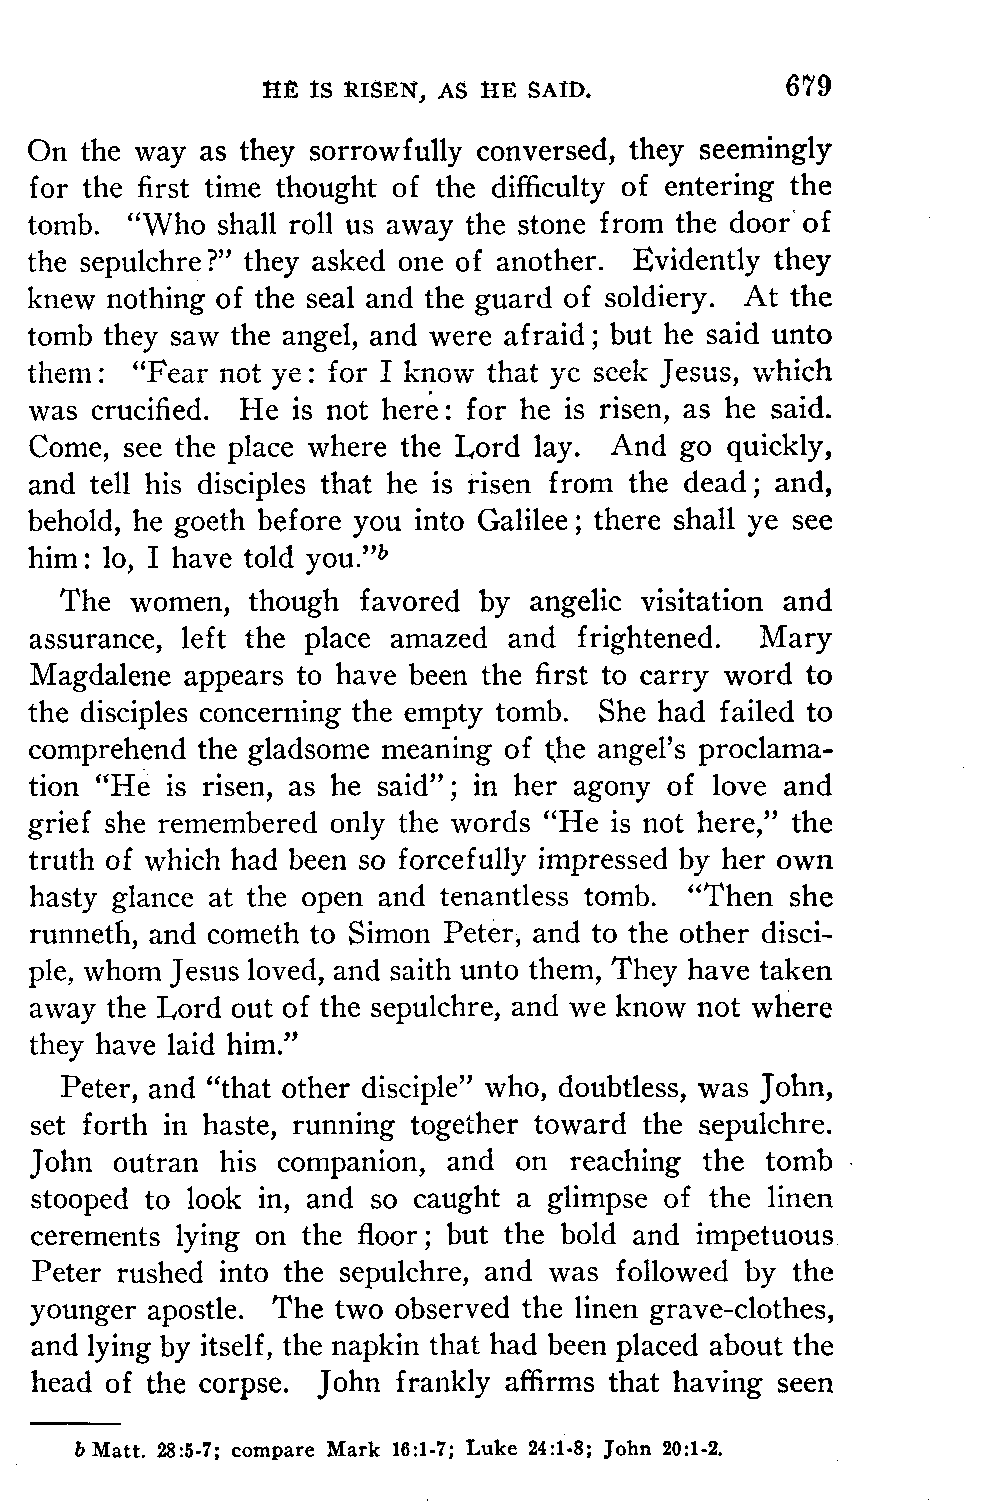 HE IS RISEN, AS HE SAID. 679
On the way as they sorrowfully conversed, they seemingly
for the first time thought of the difficulty of entering the
tomb. “Who shall roll us away the stone from the door of
the sepulchre?” they asked one of another. Evidently they
knew nothing of the seal and the guard of soldiery. At the
tomb they saw the angel, and were afraid; but he said unto
them: “Fear not ye: for I know that ye seek Jesus, which
was crucified. He is not here: for he is risen, as he said.
Come, see the place where the Lord lay. And go quickly,
and tell his disciples that he is risen from the dead; and,
behold, he goeth before you into Galilee; there shall ye see
him: lo, I have told you.”b
The women, though favored by angelic visitation and
assurance, left the place amazed and frightened. Mary
Magdalene appears to have been the first to carry word to
the disciples concerning the empty tomb. She had failed to
comprehend the gladsome meaning of the angel’s proclama-
tion “He is risen, as he said”; in her agony of love and
grief she remembered only the words “He is not here,” the
truth of which had been so forcefully impressed by her own
hasty glance at the open and tenantless tomb. “Then she
runneth, and cometh to Simon Peter, and to the other disci-
ple, whom Jesus loved, and saith unto them, They have taken
away the Lord out of the sepulchre, and we know not where
they have laid him.”
Peter, and “that other disciple” who, doubtless, was John,
set forth in haste, running together toward the sepulchre.
John outran his companion, and on reaching the tomb
stooped to look in, and so caught a glimpse of the linen
cerements lying on the floor; but the bold and impetuous
Peter rushed into the sepulchre, and was followed by the
younger apostle. The two observed the linen grave-clothes,
and lying by itself, the napkin that had been placed about the
head of the corpse. John frankly affirms that having seen
b Matt. 28:5-7; compare Mark 16:1-7; Luke 24:1-8; John 20:1-2.